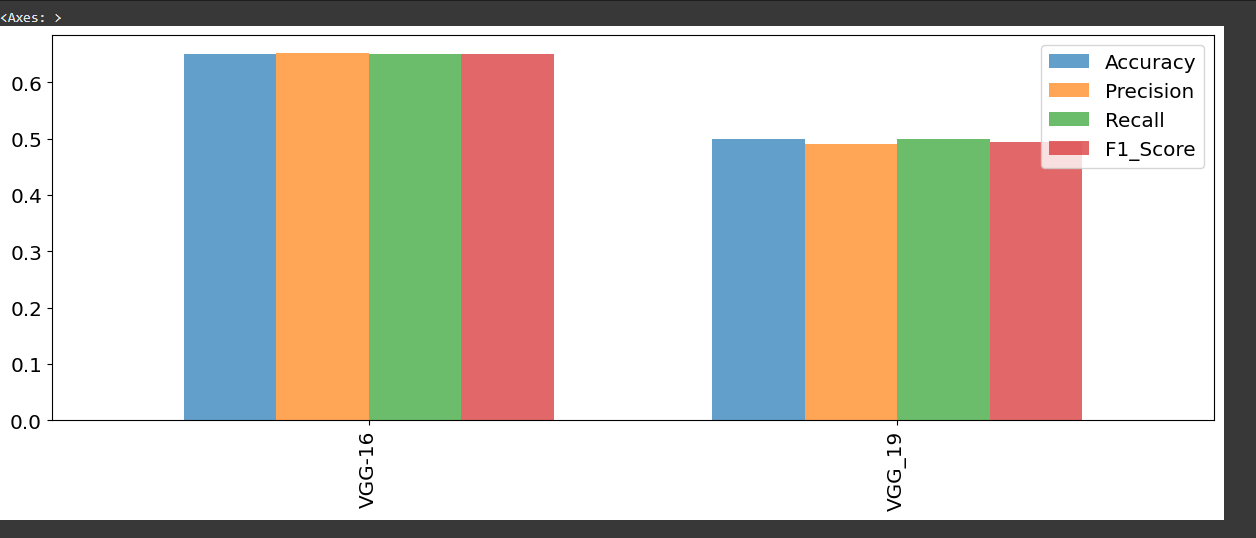 <Axes: >
0.6
0.5
0.4
0.3
0.2
0.1
0.0
Accuracy
Precision
Recall
F1_Score
VGG-16
VGG_19